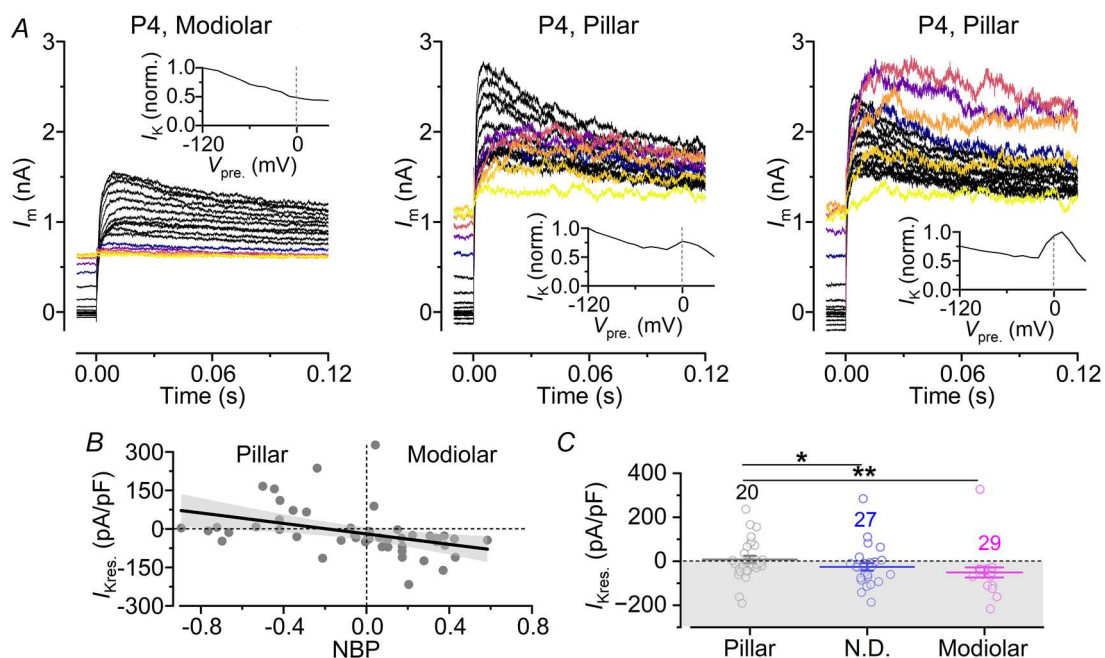 A
P4, Modiolar
P4, Pillar
P4, Pillar
3
2
1
0
Im (nA)
1.0
0.5
0.0
IK (norm.)
-120
0
Vpre. (mV)
0.00
0.06
0.12
Time (s)
3
2
1
0
Im (nA)
1.0
0.5
0.0
IK (norm.)
-120
0
Vpre. (mV)
0.00
0.06
0.12
Time (s)
3
2
1
0
Im (nA)
1.0
0.5
0.0
IK (norm.)
-120
0
Vpre. (mV)
0.00
0.06
0.12
Time (s)
B
Pillar
Modiolar
300
150
0
-150
-300
IKres. (pA/pF)
-0.8
-0.4
0.0
0.4
0.8
NBP
C
*
**
20
27
29
400
200
0
−200
IKres. (pA/pF)
Pillar
N.D.
Modiolar